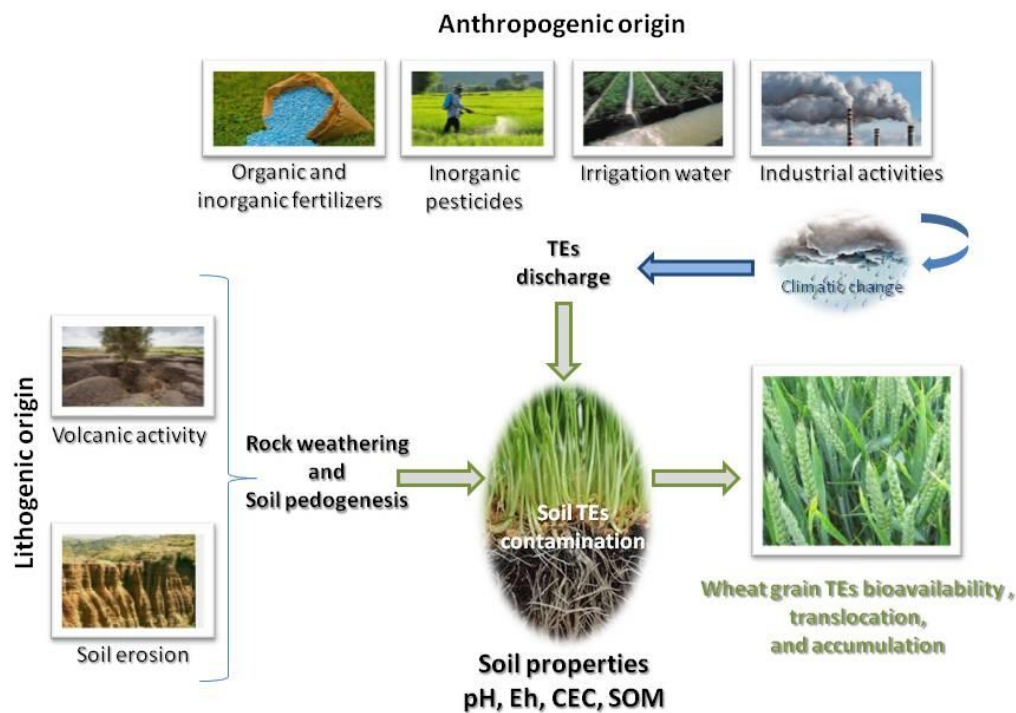 Anthropogenic origin
Organic and
inorganic fertilizers
Inorganic
pesticides
Irrigation water
Industrial activities
TEs
discharge
Climatic change
Lithogenic origin
Volcanic activity
Rock weathering
and
Soil pedogenesis
Soil erosion
Soil TEs
contamination
Wheat grain TEs bioavailability ,
translocation,
and accumulation
Soil properties
pH, Eh, CEC, SOM